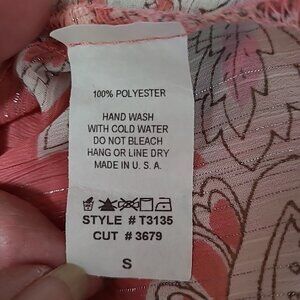 100% POLYESTER
HAND WASH
WITH COLD WATER
DO NOT BLEACH
HANG OR LINE DRY
MADE IN U. S. A.
STYLE # T3135
CUT # 3679
S